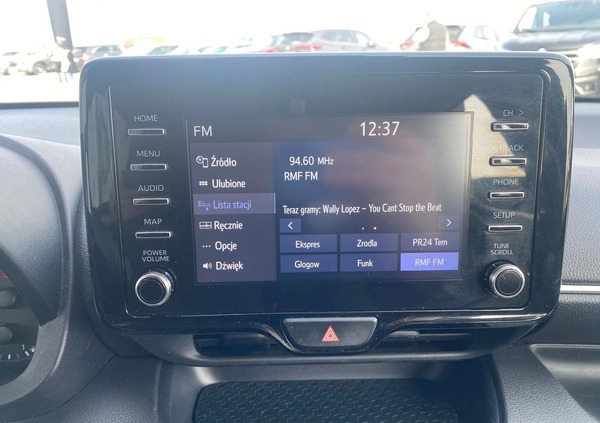 HOME
MENU
AUDIO
MAP
POWER
VOLUME
FM
12:37
Źródło
Ulubione
Lista stacji
Ręcznie
Opcje
Dźwięk
94.60 MHz
RMF FM
Teraz gramy: Wally Lopez – You Cant Stop the Beat
Ekspres
Zrodla
PR24 Tem
Glogow
Funk
RMF FM
CH >
< TRACK
PHONE
SETUP
TUNE
SCROLL